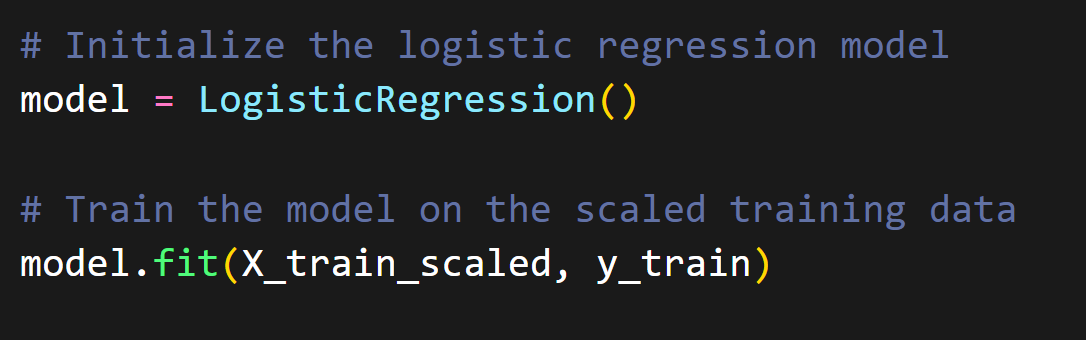 # Initialize the logistic regression model
model = LogisticRegression()
# Train the model on the scaled training data
model.fit(X_train_scaled, y_train)